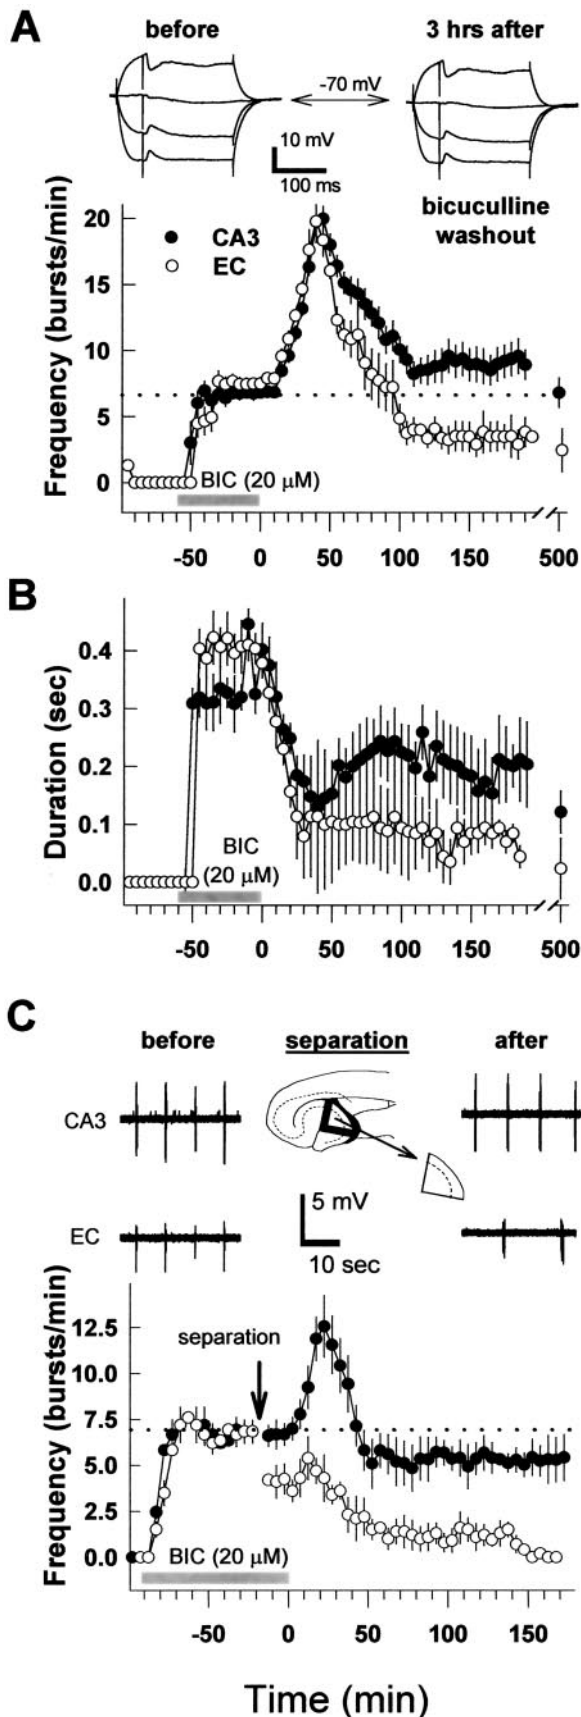 A
before
3 hrs after
-70 mV
10 mV
100 ms
bicuculline
washout
CA3
EC
Frequency (bursts/min)
20
15
10
5
0
BIC (20 μM)
-50
0
50
100
150
500
B
Duration (sec)
0.4
0.3
0.2
0.1
0.0
BIC
(20 μM)
-50
0
50
100
150
500
C
before
separation
after
CA3
EC
5 mV
10 sec
Frequency (bursts/min)
12.5
10.0
7.5
5.0
2.5
0.0
separation
BIC (20 μM)
-50
0
50
100
150
Time (min)